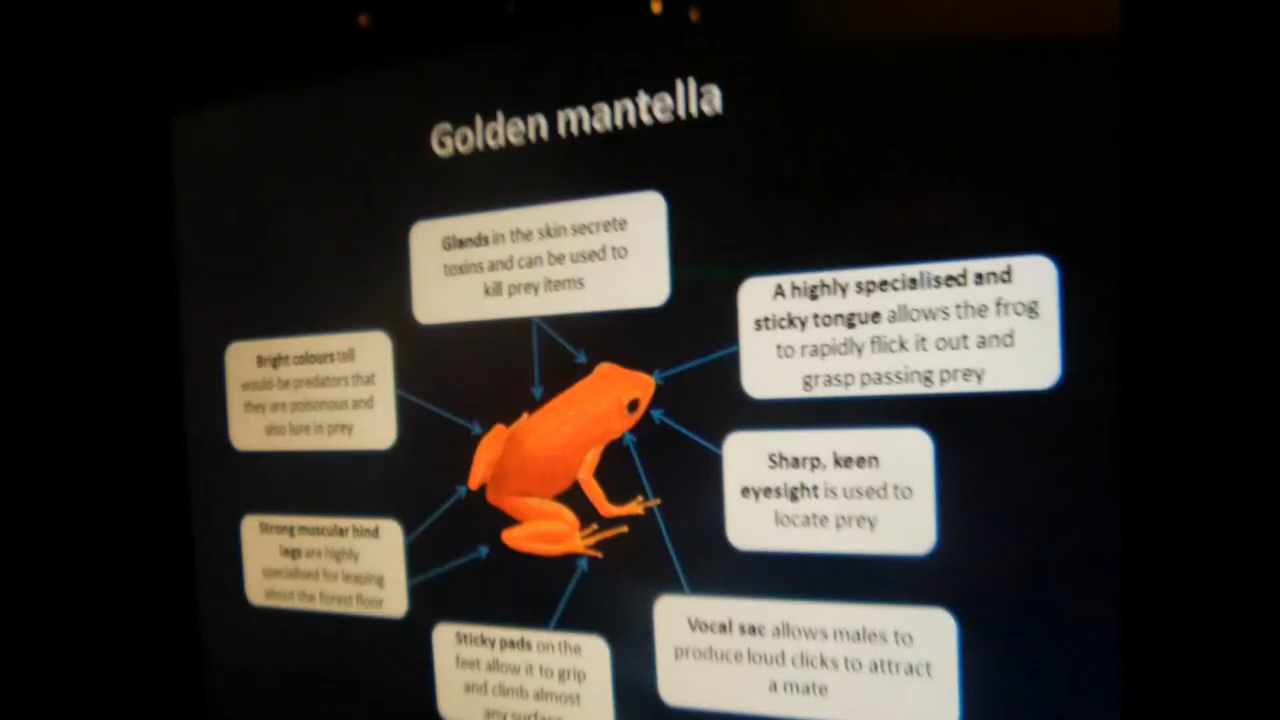 Golden mantella
Glands in the skin secrete
toxins and can be used to
kill prey items
A highly specialised and
sticky tongue allows the frog
to rapidly flick it out and
grasp passing prey
Bright colours tell
would-be predators that
they are poisonous and
also lure in prey
Sharp, keen
eyesight is used to
locate prey
Strong muscular hind
legs are highly
specialised for leaping
about the forest floor
Vocal sac allows males to
produce loud clicks to attract
a mate
Sticky pads on the
feet allow it to grip
and climb almost
any surface